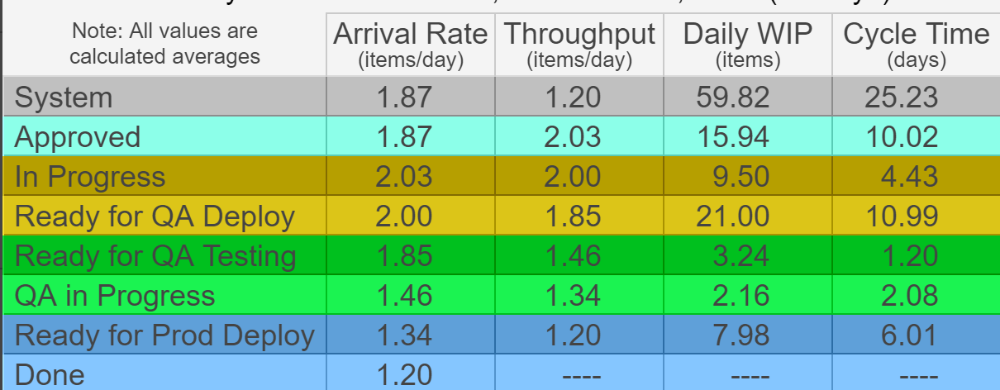 Note: All values are
calculated averages
Arrival Rate Throughput Daily WIP Cycle Time
(items/day) (items/day) (items) (days)
System 1.87 1.20 59.82 25.23
Approved 1.87 2.03 15.94 10.02
In Progress 2.03 2.00 9.50 4.43
Ready for QA Deploy 2.00 1.85 21.00 10.99
Ready for QA Testing 1.85 1.46 3.24 1.20
QA in Progress 1.46 1.34 2.16 2.08
Ready for Prod Deploy 1.34 1.20 7.98 6.01
Done 1.20 ---- ---- ----